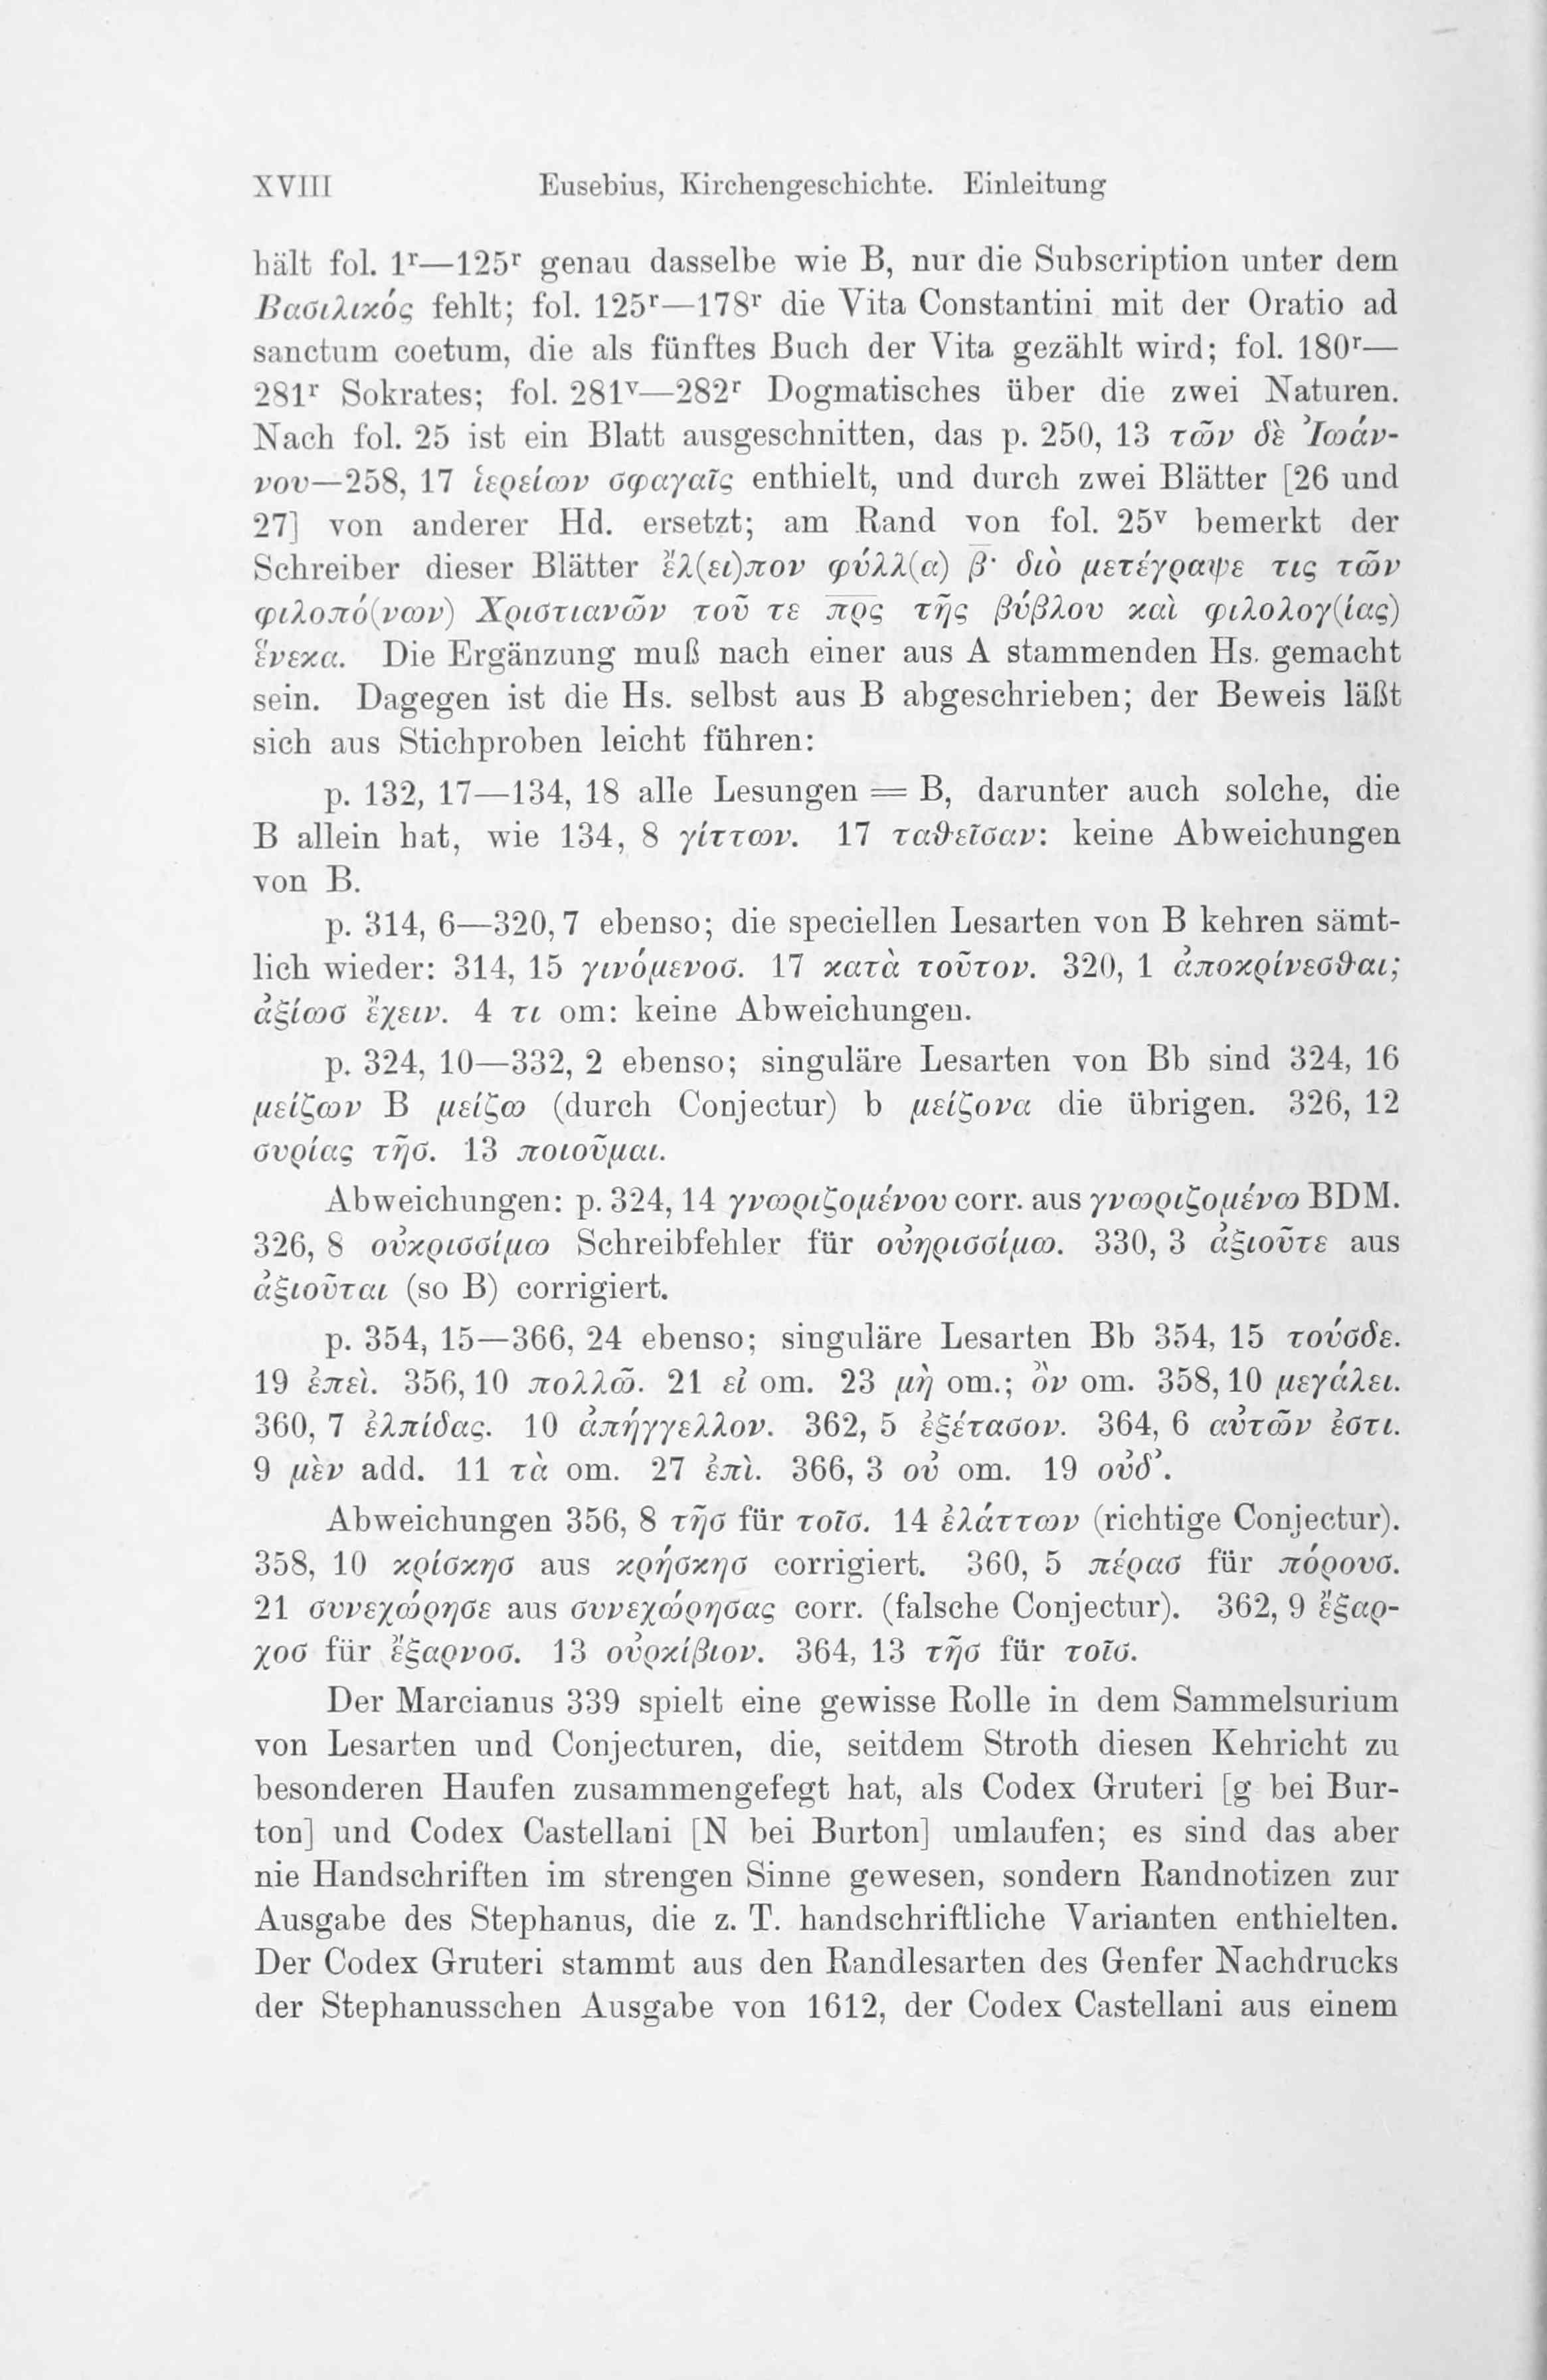 XVIII Eusebius, Kirchengeschichte. Einleitung
hält fol. 1ʳ—125ʳ genau dasselbe wie B, nur die Subscription unter dem
Βασιλικός fehlt; fol. 125ʳ—178ʳ die Vita Constantini mit der Oratio ad
sanctum coetum, die als fünftes Buch der Vita gezählt wird; fol. 180ʳ—
281ʳ Sokrates; fol. 281ᵛ—282ʳ Dogmatisches über die zwei Naturen.
Nach fol. 25 ist ein Blatt ausgeschnitten, das p. 250, 13 τῶν δὲ Ἰωάν-
νου—258, 17 ἱερείων σφαγαῖς enthielt, und durch zwei Blätter [26 und
27] von anderer Hd. ersetzt; am Rand von fol. 25ᵛ bemerkt der
Schreiber dieser Blätter ἔλ(ει)πον φύλλ(α) β̅· διὸ μετέγραψε τις τῶν
φιλοπό(νων) Χριστιανῶν τοῦ τε π̅ρ̅ς̅ τῆς βύβλου καὶ φιλολογ(ίας)
ἕνεκα. Die Ergänzung muß nach einer aus A stammenden Hs. gemacht
sein. Dagegen ist die Hs. selbst aus B abgeschrieben; der Beweis läßt
sich aus Stichproben leicht führen:
p. 132, 17—134, 18 alle Lesungen = B, darunter auch solche, die
B allein hat, wie 134, 8 γίττων. 17 ταθεῖσαν: keine Abweichungen
von B.
p. 314, 6—320, 7 ebenso; die speciellen Lesarten von B kehren sämt-
lich wieder: 314, 15 γινόμενοσ. 17 κατὰ τοῦτον. 320, 1 ἀποκρίνεσθαι;
ἀξίωσ ἔχειν. 4 τι om: keine Abweichungen.
p. 324, 10—332, 2 ebenso; singuläre Lesarten von Bb sind 324, 16
μείζων B μείζω (durch Conjectur) b μείζονα die übrigen. 326, 12
συρίας τῆσ. 13 ποιοῦμαι.
Abweichungen: p. 324, 14 γνωριζομένου corr. aus γνωριζομένω BDM.
326, 8 οὐκρισσίμω Schreibfehler für οὐηρισσίμω. 330, 3 ἀξιοῦτε aus
ἀξιοῦται (so B) corrigiert.
p. 354, 15—366, 24 ebenso; singuläre Lesarten Bb 354, 15 τούσδε.
19 ἐπεὶ. 356, 10 πολλῶ. 21 εἰ om. 23 μὴ om.; ὃν om. 358, 10 μεγάλει.
360, 7 ἐλπίδας. 10 ἀπήγγελλον. 362, 5 ἐξέτασον. 364, 6 αὐτῶν ἐστι.
9 μὲν add. 11 τὰ om. 27 ἐπὶ. 366, 3 οὐ om. 19 οὐδ᾽.
Abweichungen 356, 8 τῆσ für τοῖσ. 14 ἐλάττων (richtige Conjectur).
358, 10 κρίσκησ aus κρήσκησ corrigiert. 360, 5 πέρασ für πόρουσ.
21 συνεχώρησε aus συνεχώρησας corr. (falsche Conjectur). 362, 9 ἔξαρ-
χοσ für ἔξαρνοσ. 13 οὐρκίβιον. 364, 13 τῆσ für τοῖσ.
Der Marcianus 339 spielt eine gewisse Rolle in dem Sammelsurium
von Lesarten und Conjecturen, die, seitdem Stroth diesen Kehricht zu
besonderen Haufen zusammengefegt hat, als Codex Gruteri [g bei Bur-
ton] und Codex Castellani [N bei Burton] umlaufen; es sind das aber
nie Handschriften im strengen Sinne gewesen, sondern Randnotizen zur
Ausgabe des Stephanus, die z. T. handschriftliche Varianten enthielten.
Der Codex Gruteri stammt aus den Randlesarten des Genfer Nachdrucks
der Stephanusschen Ausgabe von 1612, der Codex Castellani aus einem